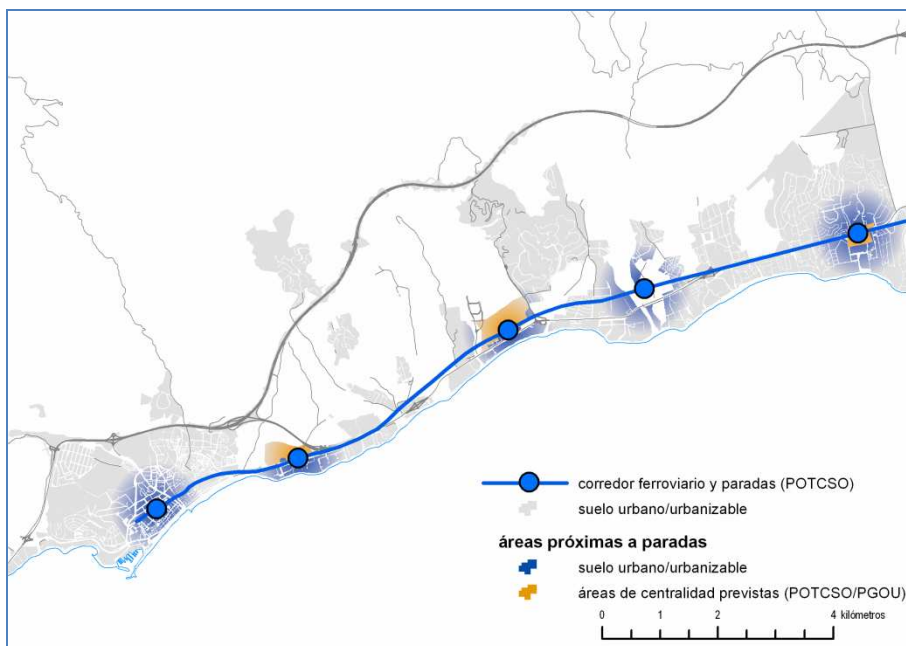 corredor ferroviario y paradas (POTCSO)
suelo urbano/urbanizable
áreas próximas a paradas
suelo urbano/urbanizable
áreas de centralidad previstas (POTCSO/PGOU)
0 1 2 4 kilómetros